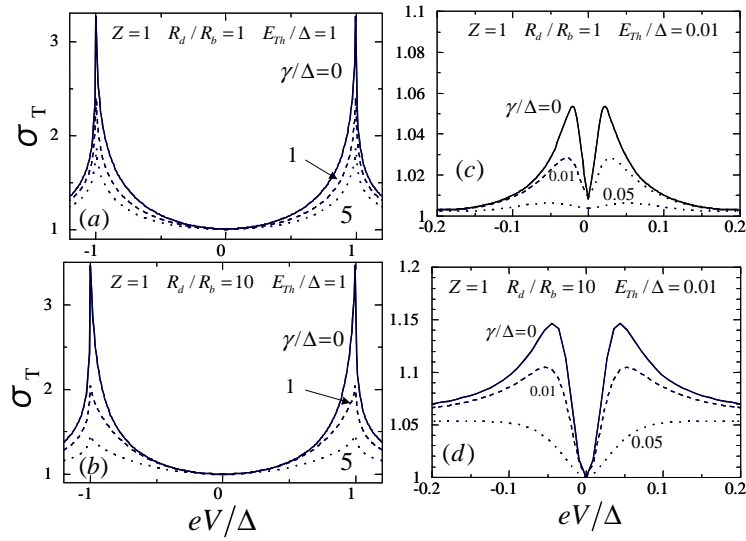 Z=1 R_d/R_b=1 E_Th/Δ=1
γ/Δ=0
1
5
(a)
σ_T
3
2
1
-1
0
1
Z=1 R_d/R_b=10 E_Th/Δ=1
γ/Δ=0
1
5
(b)
σ_T
3
2
1
-1
0
1
eV/Δ
Z=1 R_d/R_b=1 E_Th/Δ=0.01
γ/Δ=0
0.01
0.05
(c)
1.1
1.08
1.06
1.04
1.02
1
-0.2
-0.1
0
0.1
0.2
Z=1 R_d/R_b=10 E_Th/Δ=0.01
γ/Δ=0
0.01
0.05
(d)
1.2
1.15
1.1
1.05
1
-0.2
-0.1
0
0.1
0.2
eV/Δ